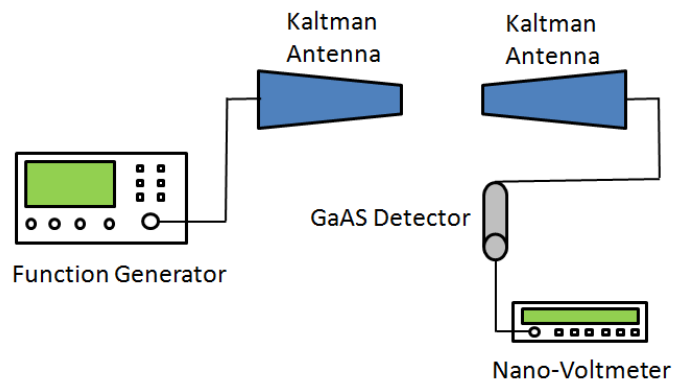 Kaltman
Antenna
Kaltman
Antenna
GaAS Detector
Function Generator
Nano-Voltmeter